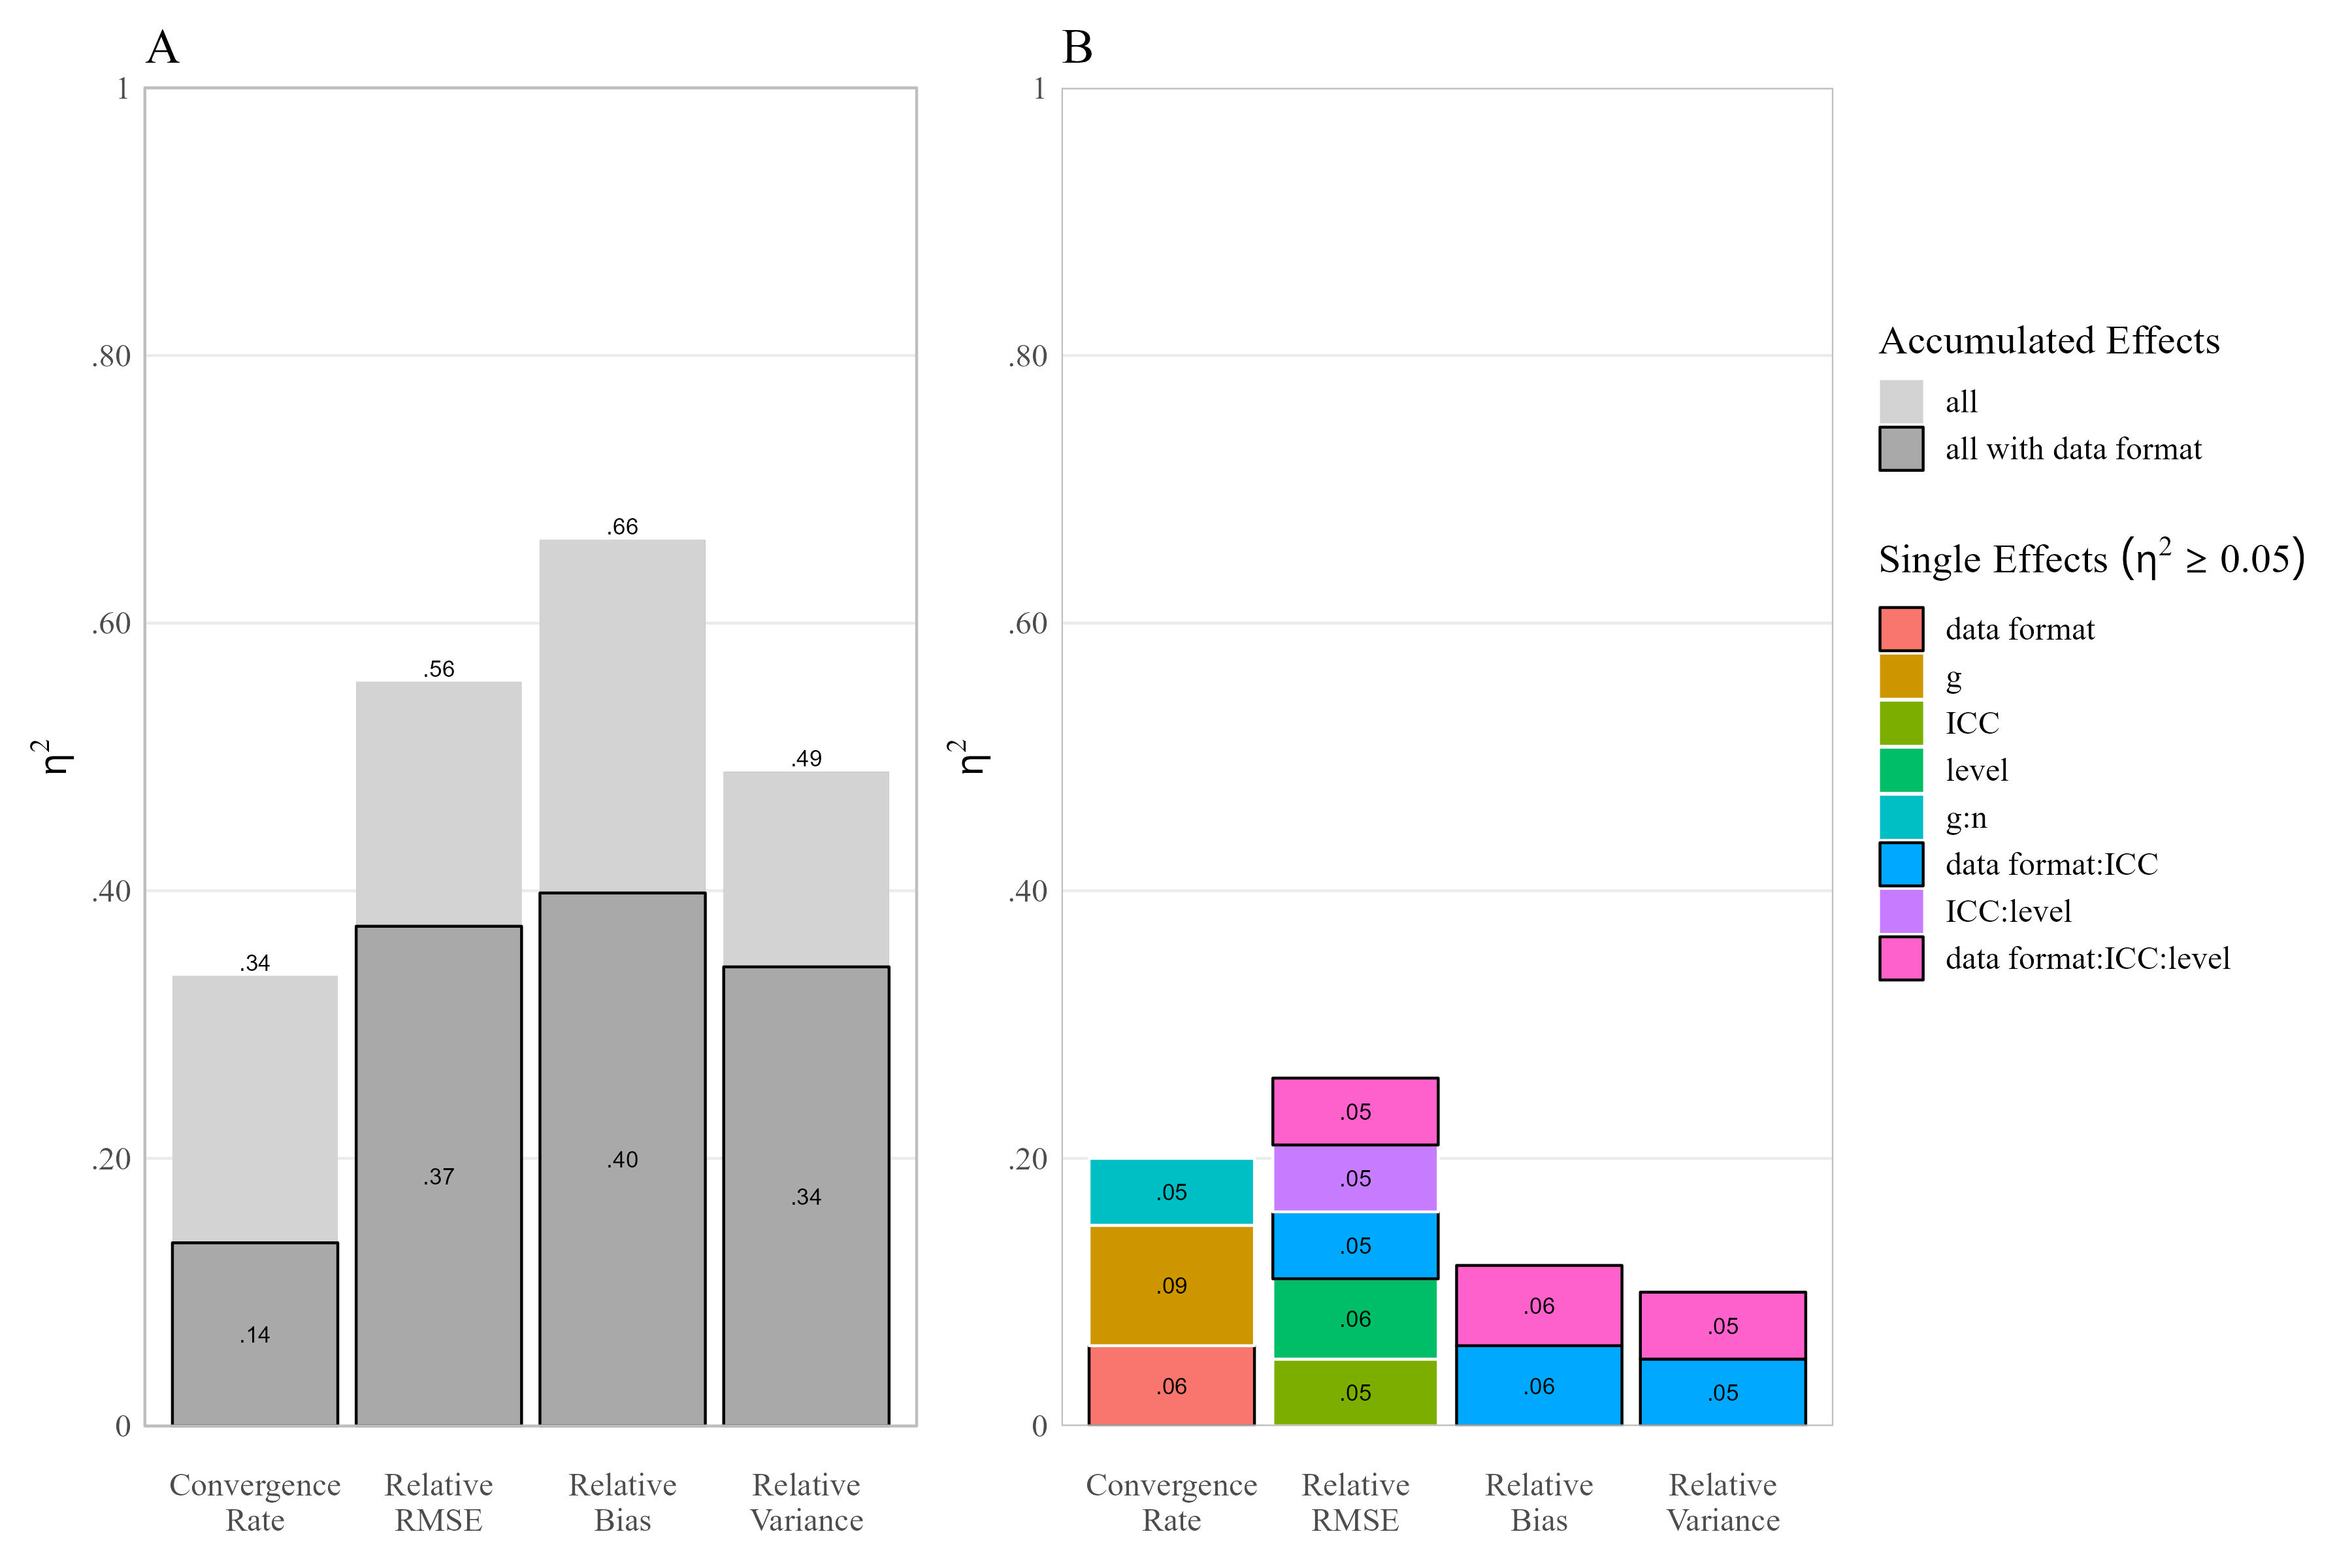 A
1
.80
.60
.40
.20
0
η2
.34
.14
.56
.37
.66
.40
.49
.34
Convergence
Rate
Relative
RMSE
Relative
Bias
Relative
Variance
B
1
.80
.60
.40
.20
0
η2
.05
.09
.06
.05
.05
.05
.06
.05
.06
.06
.05
.05
Convergence
Rate
Relative
RMSE
Relative
Bias
Relative
Variance
Accumulated Effects
all
all with data format
Single Effects (η2 ≥ 0.05)
data format
g
ICC
level
g:n
data format:ICC
ICC:level
data format:ICC:level